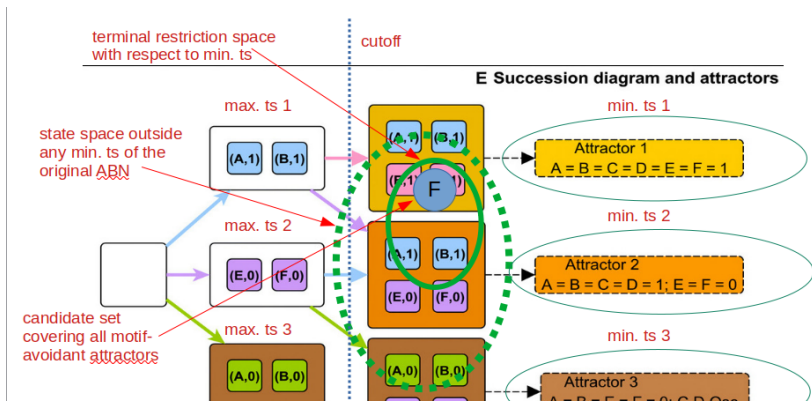 terminal restriction space
with respect to min. ts
cutoff
E Succession diagram and attractors
max. ts 1
min. ts 1
state space outside
any min. ts of the
original ABN
(A,1) (B,1)
(A,1) (B,1)
F
Attractor 1
A = B = C = D = E = F = 1
max. ts 2
min. ts 2
(E,0) (F,0)
(A,1) (B,1)
(E,0) (F,0)
Attractor 2
A = B = C = D = 1; E = F = 0
candidate set
covering all motif-
avoidant attractors
max. ts 3
min. ts 3
(A,0) (B,0)
(A,0) (B,0)
Attractor 3